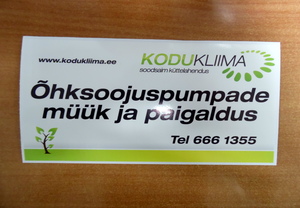 www.kodukliima.ee
KODUKLIIMA
soodsaim küttelahendus
Õhksoojuspumpade
müük ja paigaldus
Tel 666 1355